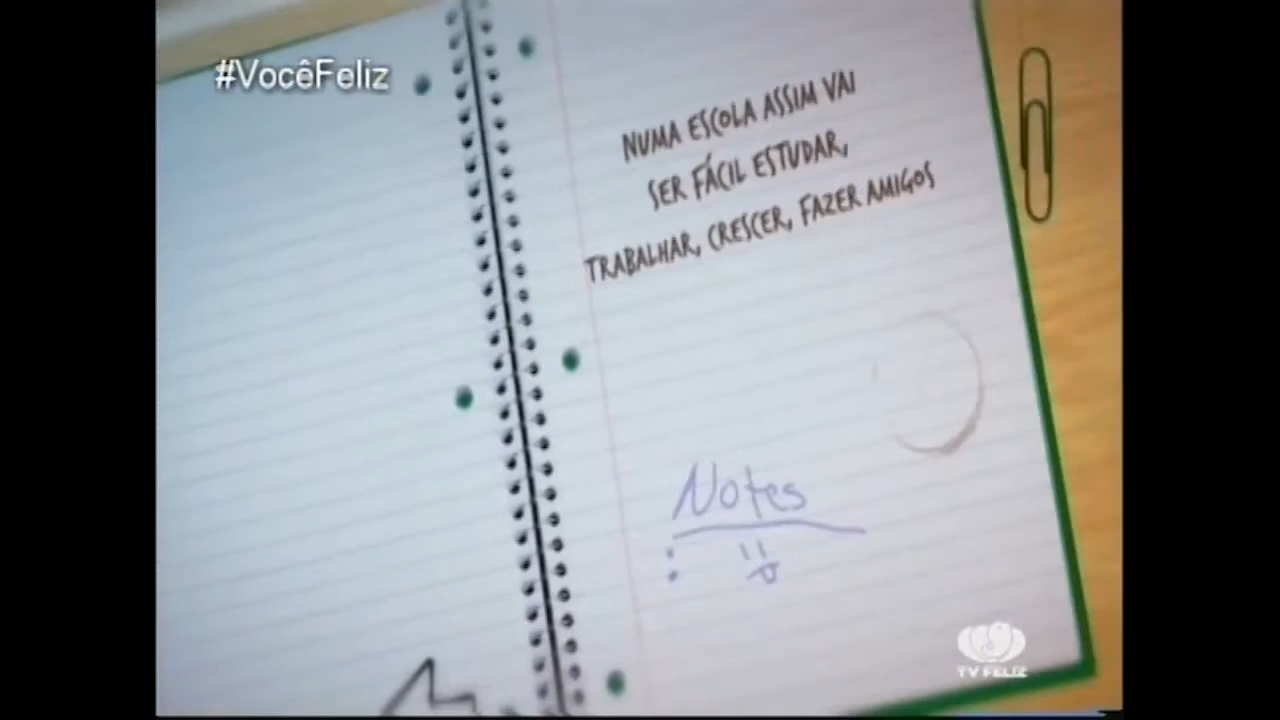 #VocêFeliz
NUMA ESCOLA ASSIM VAI
SER FÁCIL ESTUDAR,
TRABALHAR, CRESCER, FAZER AMIGOS
Notes
TV FELIZ